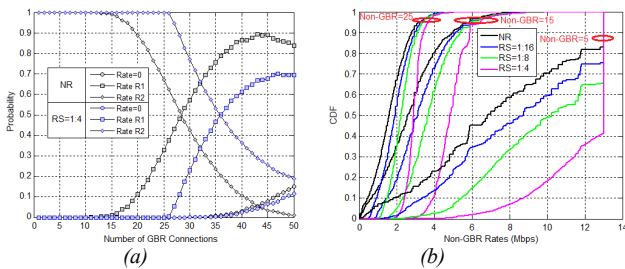 Probability
1
0.9
0.8
0.7
0.6
0.5
0.4
0.3
0.2
0.1
0
NR
Rate=0
Rate R1
Rate R2
RS=1:4
Rate=0
Rate R1
Rate R2
0 5 10 15 20 25 30 35 40 45 50
Number of GBR Connections
(a)
CDF
1
0.9
0.8
0.7
0.6
0.5
0.4
0.3
0.2
0.1
0
Non-GBR=25
Non-GBR=15
Non-GBR=5
NR
RS=1:16
RS=1:8
RS=1:4
0 2 4 6 8 10 12 14
Non-GBR Rates (Mbps)
(b)